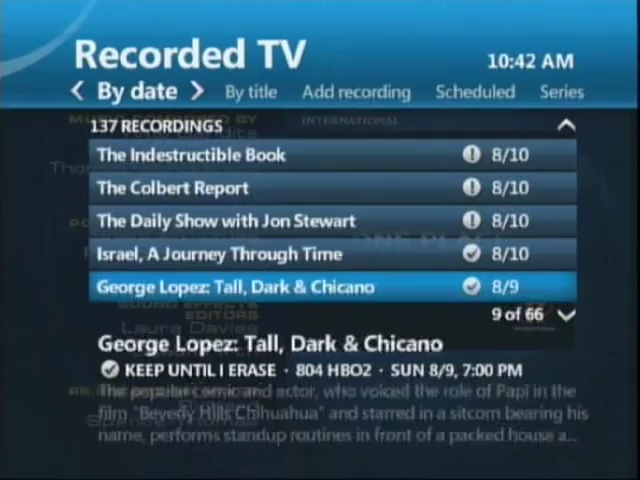 Recorded TV
10:42 AM
By date By title Add recording Scheduled Series
137 RECORDINGS
INTERNATIONAL
The Indestructible Book 8/10
The Colbert Report 8/10
The Daily Show with Jon Stewart 8/10
Israel, A Journey Through Time 8/10
George Lopez: Tall, Dark & Chicano 8/9
9 of 66
EDITORS
Laura Davies
George Lopez: Tall, Dark & Chicano
KEEP UNTIL I ERASE · 804 HBO2 · SUN 8/9, 7:00 PM
The popular comic and actor, who voiced the role of Papi in the
film "Beverly Hills Chihuahua" and starred in a sitcom bearing his
name, performs standup routines in front of a packed house a...